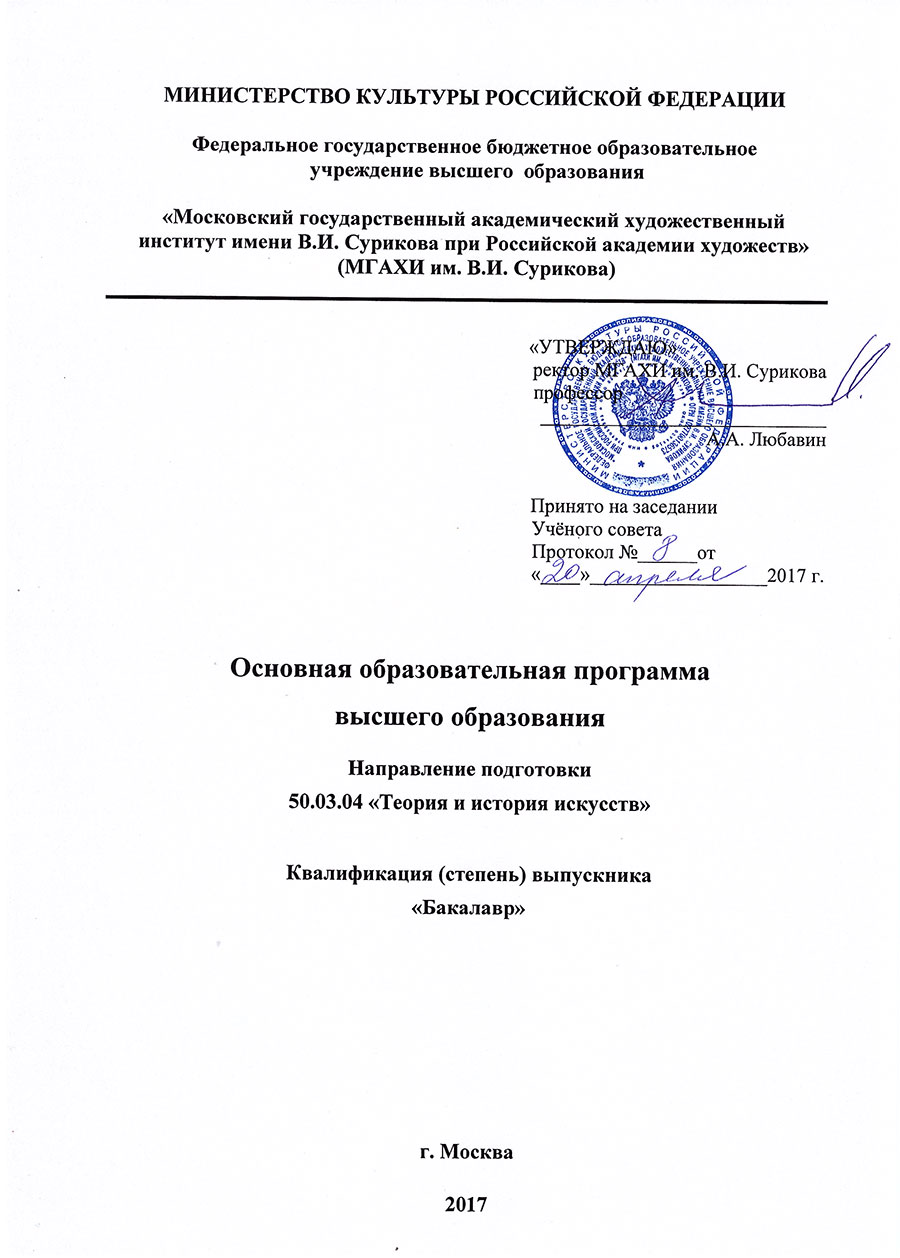 МИНИСТЕРСТВО КУЛЬТУРЫ РОССИЙСКОЙ ФЕДЕРАЦИИ
Федеральное государственное бюджетное образовательное
учреждение высшего образования
«Московский государственный академический художественный
институт имени В.И. Сурикова при Российской академии художеств»
(МГАХИ им. В.И. Сурикова)
«УТВЕРЖДАЮ»
ректор МГАХИ им. В.И. Сурикова
профессор
А.А. Любавин
Принято на заседании
Учёного совета
Протокол № 8 от
«20» апреля 2017 г.
Основная образовательная программа
высшего образования
Направление подготовки
50.03.04 «Теория и история искусств»
Квалификация (степень) выпускника
«Бакалавр»
г. Москва
2017